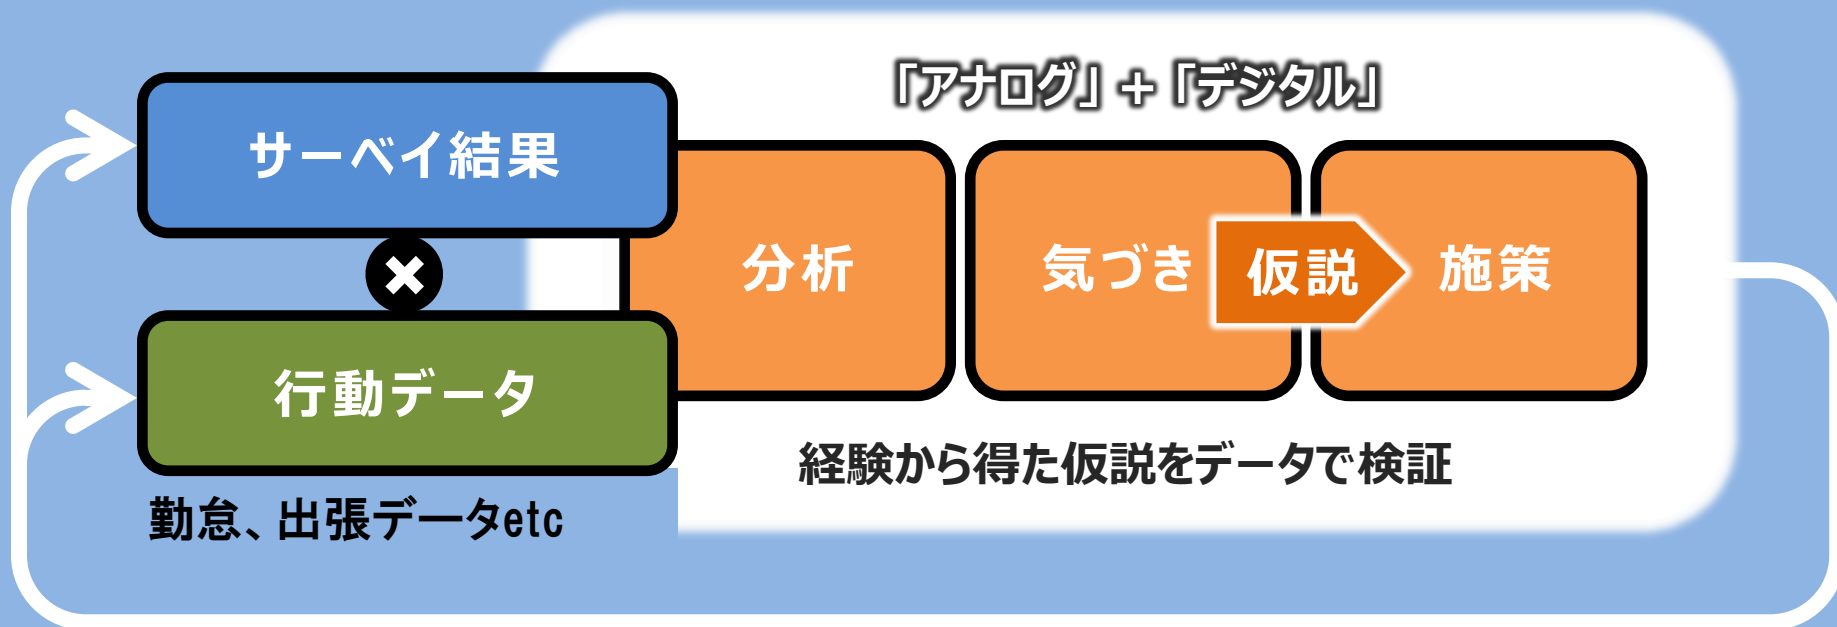 「アナログ」+「デジタル」
サーベイ結果
×
行動データ
勤怠、出張データetc
分析
気づき
仮説
施策
経験から得た仮説をデータで検証